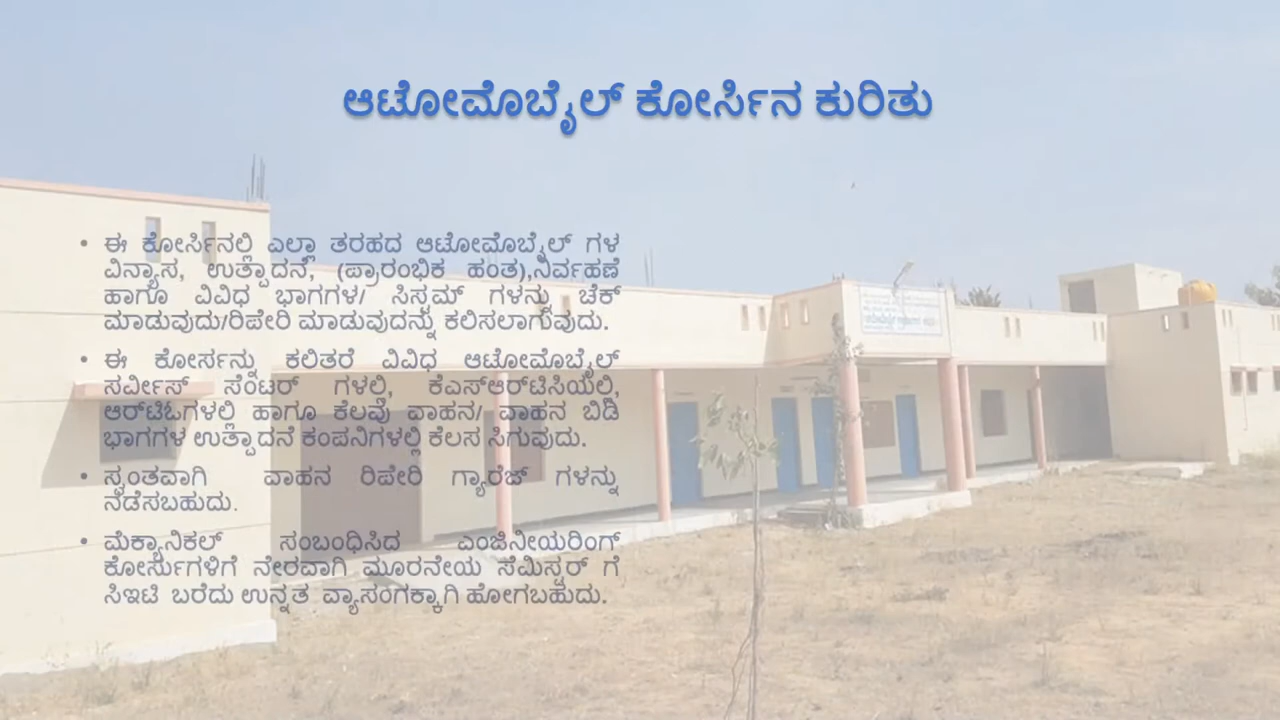 ಆಟೋಮೊಬೈಲ್ ಕೋರ್ಸಿನ ಕುರಿತು
• ಈ ಕೋರ್ಸಿನಲ್ಲಿ ಎಲ್ಲಾ ತರಹದ ಆಟೋಮೊಬೈಲ್ ಗಳ
ವಿನ್ಯಾಸ, ಉತ್ಪಾದನೆ, (ಪ್ರಾರಂಭಿಕ ಹಂತ),ನಿರ್ವಹಣೆ
ಹಾಗೂ ವಿವಿಧ ಭಾಗಗಳ/ ಸಿಸ್ಟಮ್ ಗಳನ್ನು ಚೆಕ್
ಮಾಡುವುದು/ರಿಪೇರಿ ಮಾಡುವುದನ್ನು ಕಲಿಸಲಾಗುವುದು.
• ಈ ಕೋರ್ಸನ್ನು ಕಲಿತರೆ ವಿವಿಧ ಆಟೋಮೊಬೈಲ್
ಸರ್ವೀಸ್ ಸೆಂಟರ್ ಗಳಲ್ಲಿ, ಕೆಎಸ್ಆರ್‌ಟಿಸಿಯಲ್ಲಿ,
ಆರ್‌ಟಿಓಗಳಲ್ಲಿ ಹಾಗೂ ಕೆಲವು ವಾಹನ/ ವಾಹನ ಬಿಡಿ
ಭಾಗಗಳ ಉತ್ಪಾದನೆ ಕಂಪನಿಗಳಲ್ಲಿ ಕೆಲಸ ಸಿಗುವುದು.
• ಸ್ವಂತವಾಗಿ ವಾಹನ ರಿಪೇರಿ ಗ್ಯಾರೆಜ್ ಗಳನ್ನು
ನಡೆಸಬಹುದು.
• ಮೆಕ್ಯಾನಿಕಲ್ ಸಂಬಂಧಿಸಿದ ಎಂಜಿನೀಯರಿಂಗ್
ಕೋರ್ಸುಗಳಿಗೆ ನೇರವಾಗಿ ಮೂರನೇಯ ಸೆಮಿಸ್ಟರ್ ಗೆ
ಸಿಇಟಿ ಬರೆದು ಉನ್ನತ ವ್ಯಾಸಂಗಕ್ಕಾಗಿ ಹೋಗಬಹುದು.